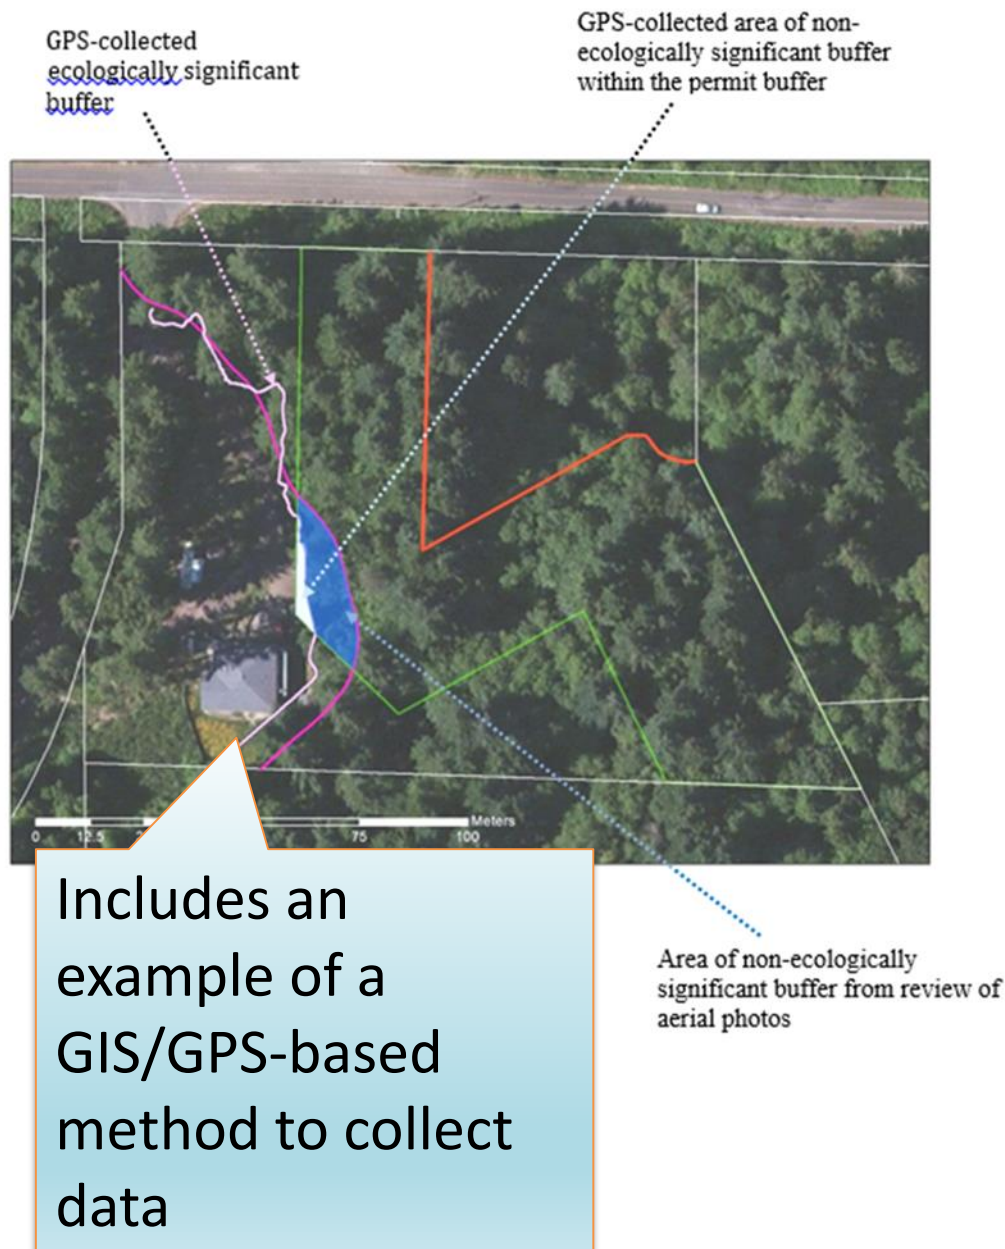 GPS-collected
ecologically significant
buffer
GPS-collected area of non-
ecologically significant buffer
within the permit buffer
0 12.5
75 100
Meters
Includes an
example of a
GIS/GPS-based
method to collect
data
Area of non-ecologically
significant buffer from review of
aerial photos